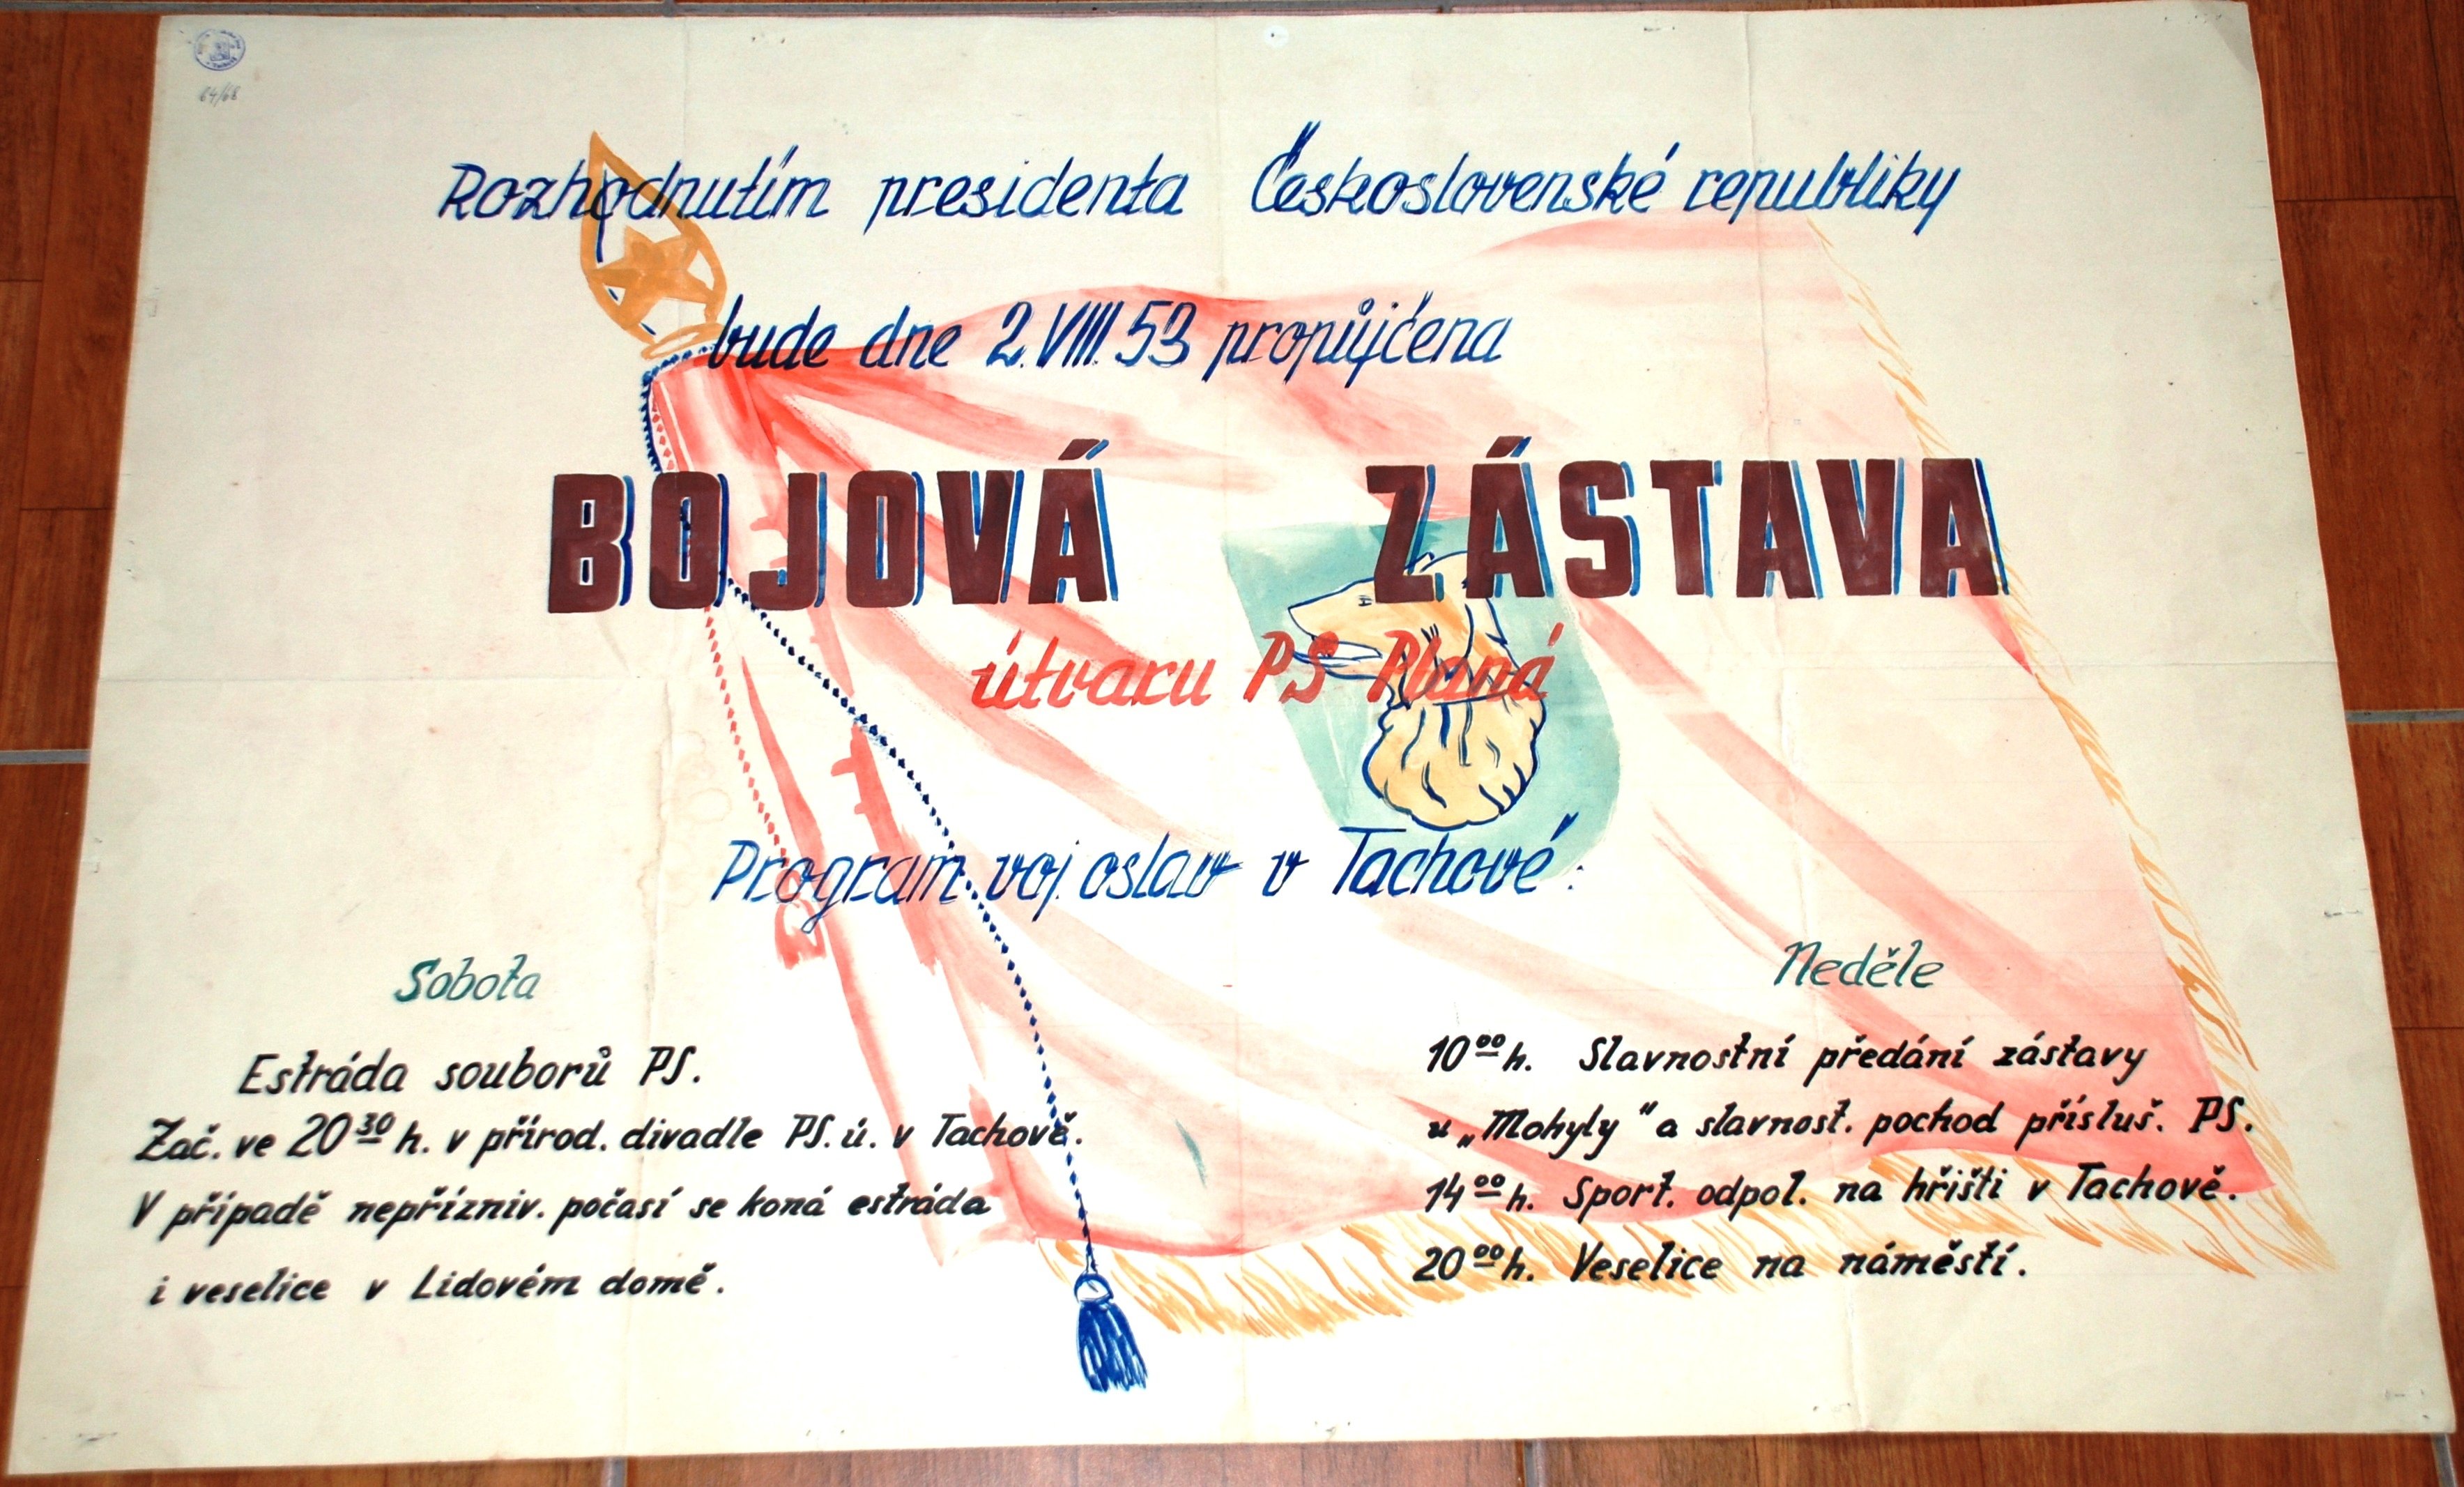 64/68
Rozhodnutím presidenta Československé republiky
bude dne 2.VIII.53 propůjčena
BOJOVÁ ZÁSTAVA
útvaru PS Planá
Program voj. oslav v Tachové:
Sobota
Estráda souborů PS.
Zač. ve 20³⁰ h. v přírod. divadle PS. ú. v Tachově.
V případě nepřízniv. počasí se koná estráda
i veselice v Lidovém domě.
Neděle
10⁰⁰ h. Slavnostní předání zástavy
u „Mohyly" a slavnost. pochod přísluš. PS.
14⁰⁰ h. Sport. odpol. na hřišti v Tachově.
20⁰⁰ h. Veselice na náměstí.